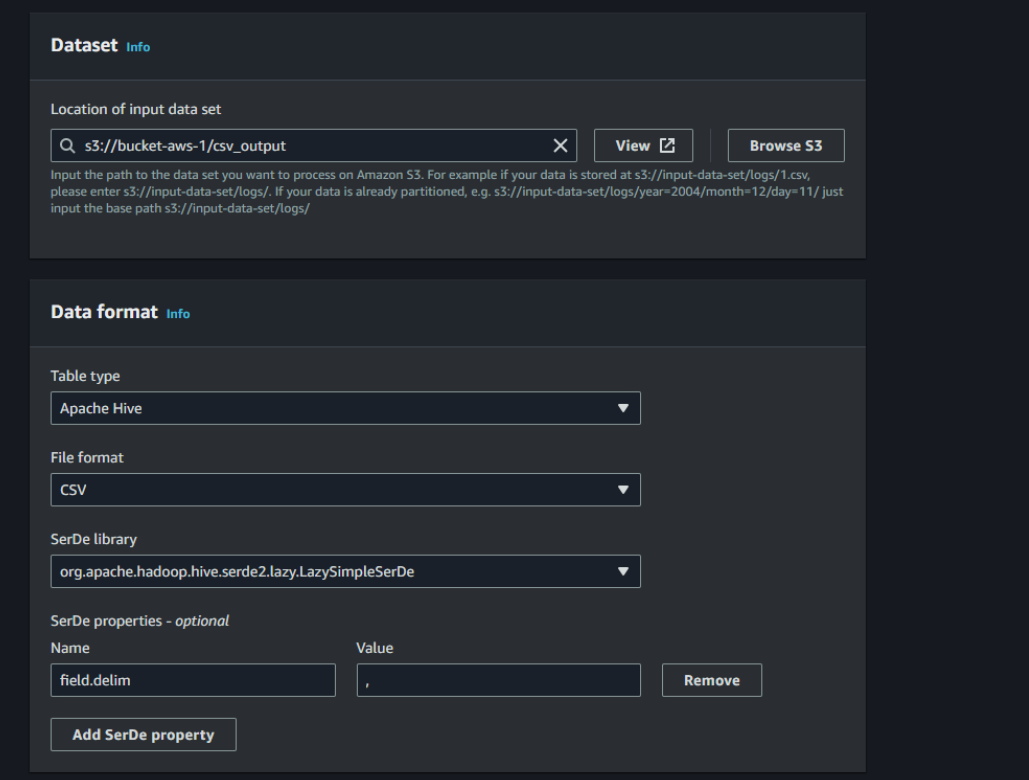 Dataset Info
Location of input data set
s3://bucket-aws-1/csv_output
View
Browse S3
Input the path to the data set you want to process on Amazon S3. For example if your data is stored at s3://input-data-set/logs/1.csv,
please enter s3://input-data-set/logs/. If your data is already partitioned, e.g. s3://input-data-set/logs/year=2004/month=12/day=11/ just
input the base path s3://input-data-set/logs/
Data format Info
Table type
Apache Hive
File format
CSV
SerDe library
org.apache.hadoop.hive.serde2.lazy.LazySimpleSerDe
SerDe properties - optional
Name Value
field.delim , Remove
Add SerDe property